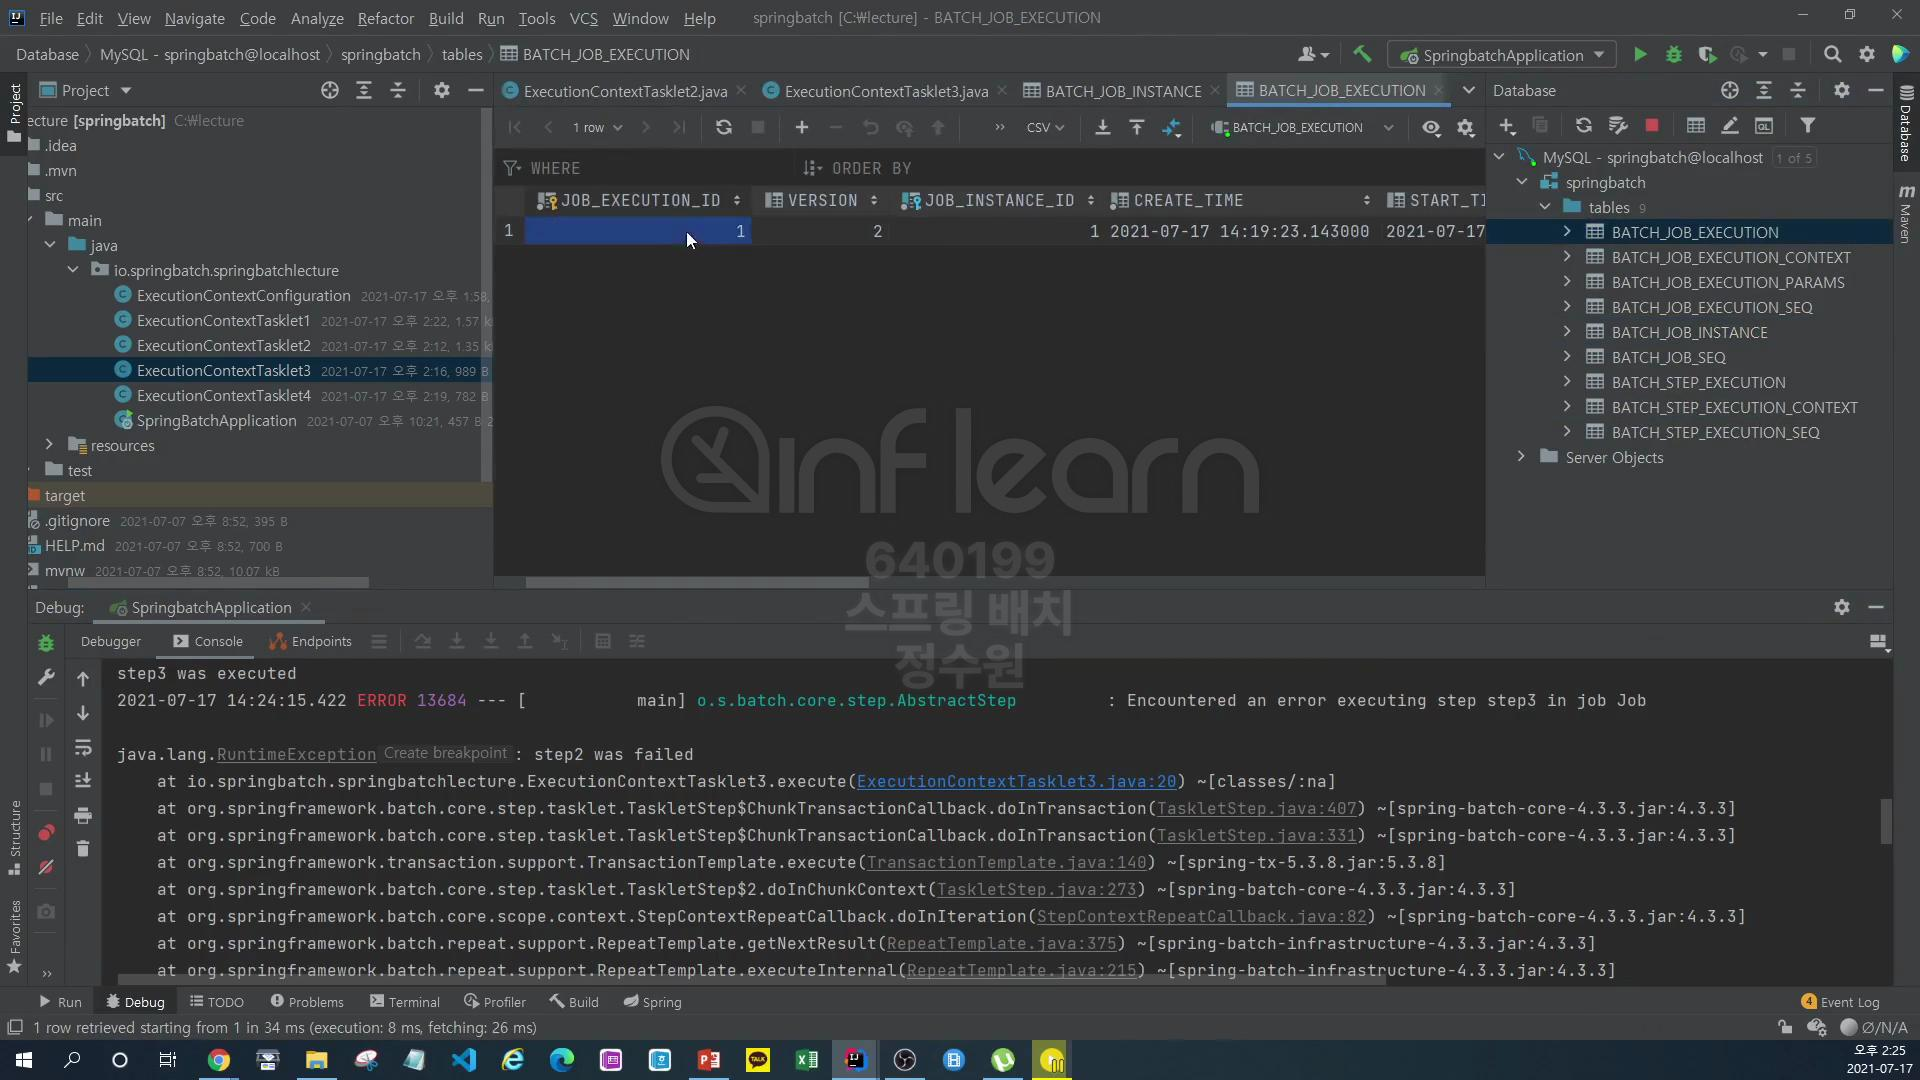 File Edit View Navigate Code Analyze Refactor Build Run Tools VCS Window Help springbatch [C:\lecture] - BATCH_JOB_EXECUTION
Database MySQL - springbatch@localhost springbatch tables BATCH_JOB_EXECUTION
SpringbatchApplication
Project
ExecutionContextTasklet2.java ExecutionContextTasklet3.java BATCH_JOB_INSTANCE BATCH_JOB_EXECUTION
Database
1 row CSV BATCH_JOB_EXECUTION
WHERE ORDER BY
JOB_EXECUTION_ID VERSION JOB_INSTANCE_ID CREATE_TIME START_TI
1 1 2 1 2021-07-17 14:19:23.143000 2021-07-17
ecture [springbatch] C:\lecture
.idea
.mvn
src
main
java
io.springbatch.springbatchlecture
ExecutionContextConfiguration 2021-07-17 오후 1:58,
ExecutionContextTasklet1 2021-07-17 오후 2:22, 1.57 k
ExecutionContextTasklet2 2021-07-17 오후 2:12, 1.35 k
ExecutionContextTasklet3 2021-07-17 오후 2:16, 989 B
ExecutionContextTasklet4 2021-07-17 오후 2:19, 782 B
SpringBatchApplication 2021-07-07 오후 10:21, 457 B 2
resources
test
target
.gitignore 2021-07-07 오후 8:52, 395 B
HELP.md 2021-07-07 오후 8:52, 700 B
mvnw 2021-07-07 오후 8:52, 10.07 kB
MySQL - springbatch@localhost 1 of 5
springbatch
tables 9
BATCH_JOB_EXECUTION
BATCH_JOB_EXECUTION_CONTEXT
BATCH_JOB_EXECUTION_PARAMS
BATCH_JOB_EXECUTION_SEQ
BATCH_JOB_INSTANCE
BATCH_JOB_SEQ
BATCH_STEP_EXECUTION
BATCH_STEP_EXECUTION_CONTEXT
BATCH_STEP_EXECUTION_SEQ
Server Objects
Project
Structure
Favorites
Database
Maven
inflearn
640199
스프링 배치
정수원
Debug: SpringbatchApplication
Debugger Console Endpoints
step3 was executed
2021-07-17 14:24:15.422 ERROR 13684 --- [ main] o.s.batch.core.step.AbstractStep : Encountered an error executing step step3 in job Job
java.lang.RuntimeException Create breakpoint : step2 was failed
at io.springbatch.springbatchlecture.ExecutionContextTasklet3.execute(ExecutionContextTasklet3.java:20) ~[classes/:na]
at org.springframework.batch.core.step.tasklet.TaskletStep$ChunkTransactionCallback.doInTransaction(TaskletStep.java:407) ~[spring-batch-core-4.3.3.jar:4.3.3]
at org.springframework.batch.core.step.tasklet.TaskletStep$ChunkTransactionCallback.doInTransaction(TaskletStep.java:331) ~[spring-batch-core-4.3.3.jar:4.3.3]
at org.springframework.transaction.support.TransactionTemplate.execute(TransactionTemplate.java:140) ~[spring-tx-5.3.8.jar:5.3.8]
at org.springframework.batch.core.step.tasklet.TaskletStep$2.doInChunkContext(TaskletStep.java:273) ~[spring-batch-core-4.3.3.jar:4.3.3]
at org.springframework.batch.core.scope.context.StepContextRepeatCallback.doInIteration(StepContextRepeatCallback.java:82) ~[spring-batch-core-4.3.3.jar:4.3.3]
at org.springframework.batch.repeat.support.RepeatTemplate.getNextResult(RepeatTemplate.java:375) ~[spring-batch-infrastructure-4.3.3.jar:4.3.3]
at org.springframework.batch.repeat.support.RepeatTemplate.executeInternal(RepeatTemplate.java:215) ~[spring-batch-infrastructure-4.3.3.jar:4.3.3]
Run Debug TODO Problems Terminal Profiler Build Spring 4 Event Log
1 row retrieved starting from 1 in 34 ms (execution: 8 ms, fetching: 26 ms) Ø/N/A
오후 2:25
2021-07-17